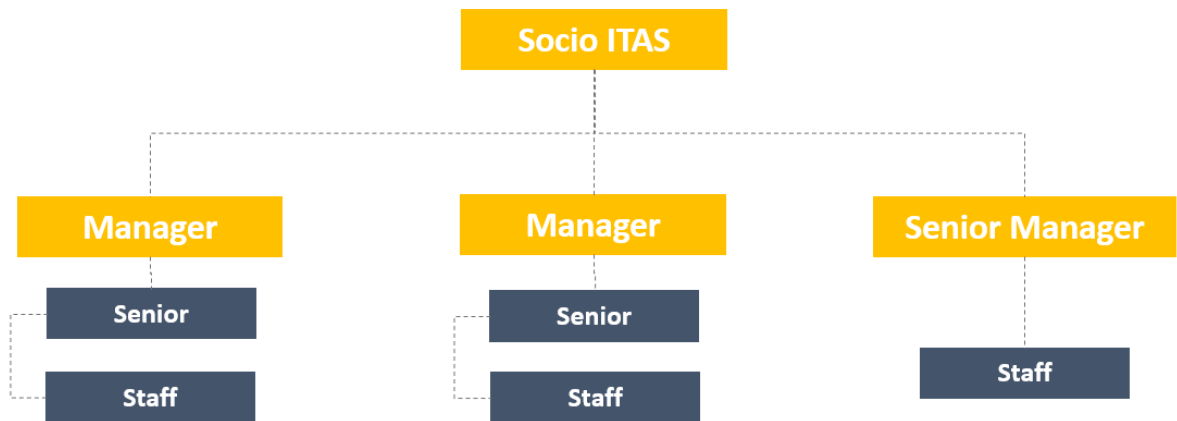 Socio ITAS
Manager
Manager
Senior Manager
Senior
Senior
Staff
Staff
Staff